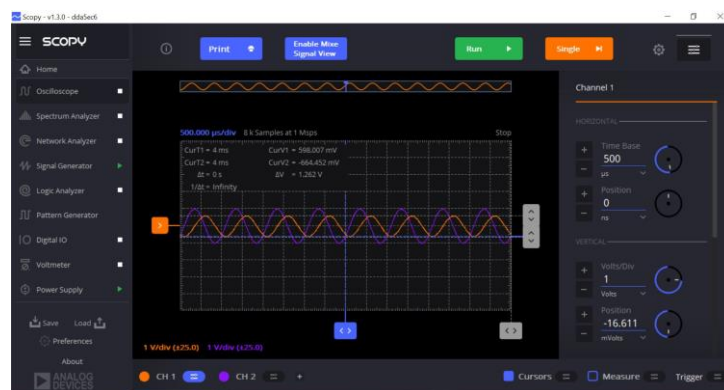 Scopy - v1.3.0 - dda5ec6
SCOPY
Print
Enable Mixe
Signal View
Run
Single
Home
Oscilloscope
Spectrum Analyzer
Network Analyzer
Signal Generator
Logic Analyzer
Pattern Generator
Digital IO
Voltmeter
Power Supply
Save Load
Preferences
About
ANALOG
DEVICES
500.000 µs/div 8 k Samples at 1 Msps Stop
CurT1 = 4 ms CurV1 = 598.007 mV
CurT2 = 4 ms CurV2 = -664.452 mV
Δt = 0 s ΔV = 1.262 V
1/Δt = Infinity
1 V/div (±25.0) 1 V/div (±25.0)
CH 1 CH 2 +
Cursors Measure Trigger
Channel 1
HORIZONTAL
Time Base
+ 500
- µs
Position
+ 0
- ns
VERTICAL
Volts/Div
+ 1
- Volts
Position
+ -16.611
- mVolts